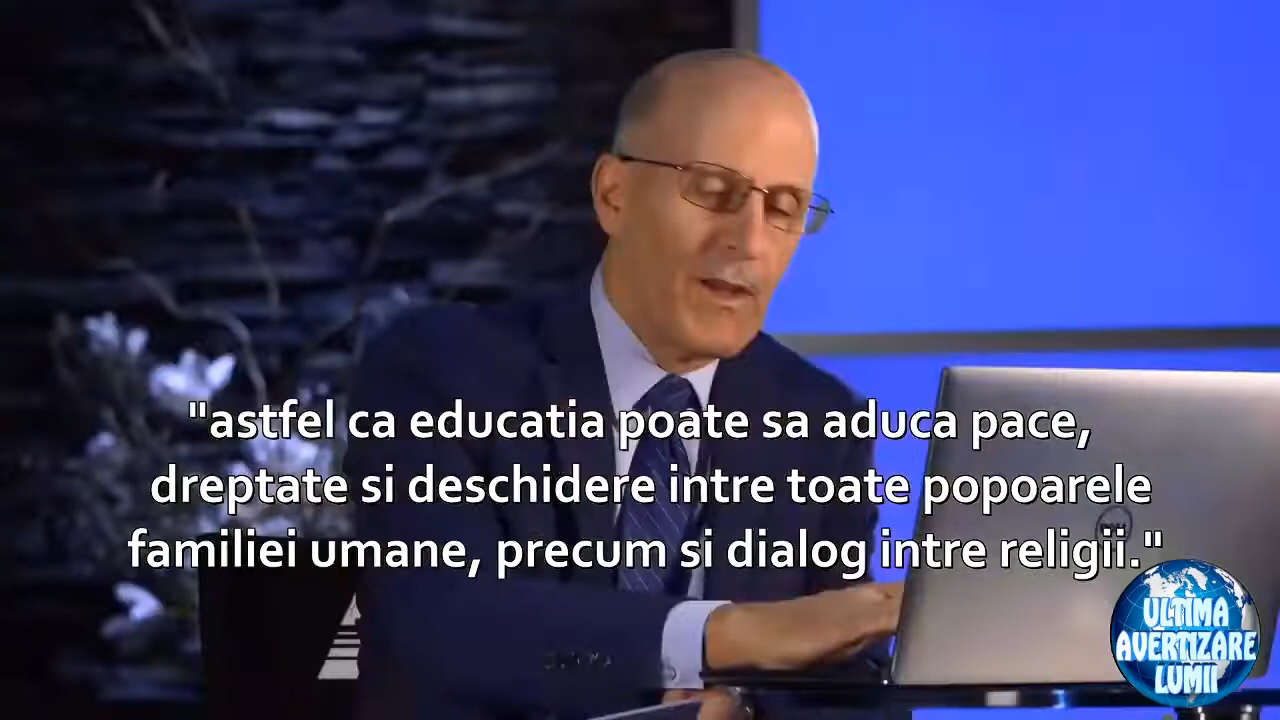 "astfel ca educatia poate sa aduca pace,
dreptate si deschidere intre toate popoarele
familiei umane, precum si dialog intre religii."
DELL
ULTIMA
AVERTIZARE
LUMII